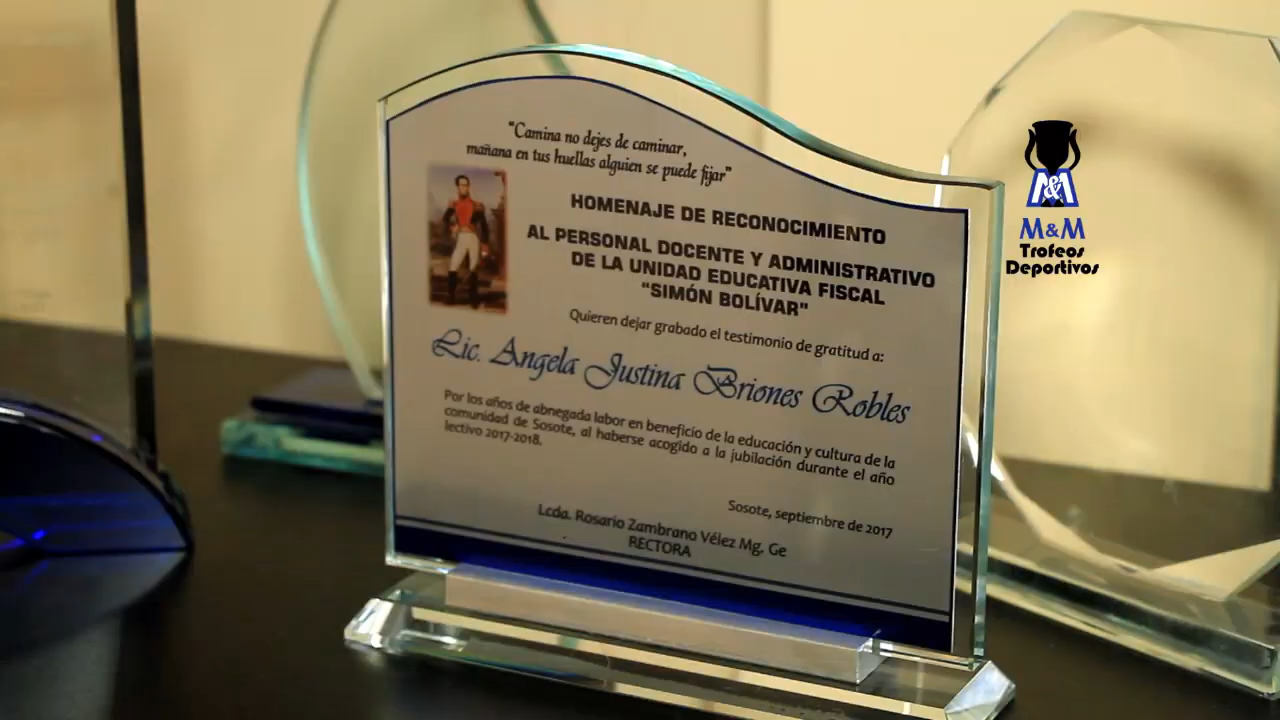 "Camina no dejes de caminar,
mañana en tus huellas alguien se puede fijar"
HOMENAJE DE RECONOCIMIENTO
AL PERSONAL DOCENTE Y ADMINISTRATIVO
DE LA UNIDAD EDUCATIVA FISCAL
"SIMÓN BOLÍVAR"
Quieren dejar grabado el testimonio de gratitud a:
Lic. Angela Justina Briones Robles
Por los años de abnegada labor en beneficio de la educación y cultura de la
comunidad de Sosote, al haberse acogido a la jubilación durante el año
lectivo 2017-2018.
Sosote, septiembre de 2017
Lcda. Rosario Zambrano Vélez Mg. Ge
RECTORA
M&M
M&M
Trofeos
Deportivos